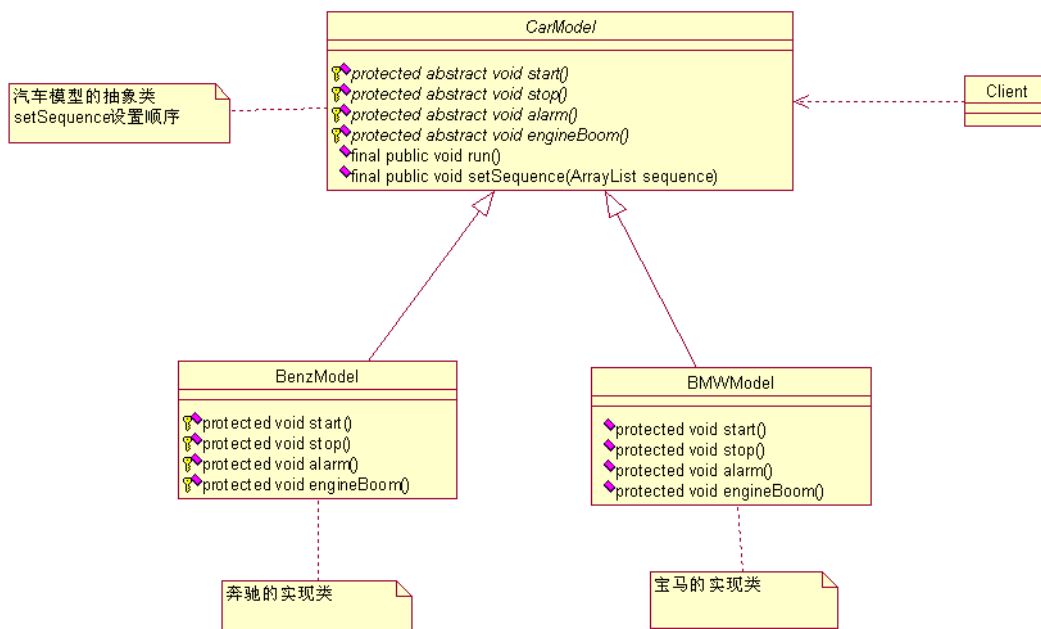 CarModel
protected abstract void start()
protected abstract void stop()
protected abstract void alarm()
protected abstract void engineBoom()
final public void run()
final public void setSequence(ArrayList sequence)
汽车模型的抽象类
setSequence设置顺序
Client
BenzModel
protected void start()
protected void stop()
protected void alarm()
protected void engineBoom()
BMWModel
protected void start()
protected void stop()
protected void alarm()
protected void engineBoom()
奔驰的实现类
宝马的实现类